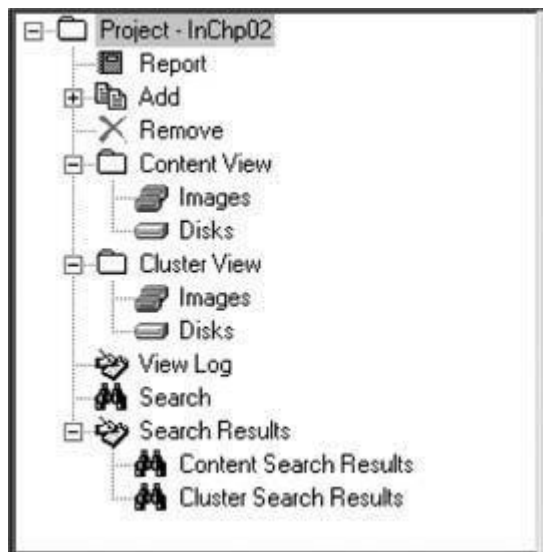 Project - InChp02
Report
Add
Remove
Content View
Images
Disks
Cluster View
Images
Disks
View Log
Search
Search Results
Content Search Results
Cluster Search Results